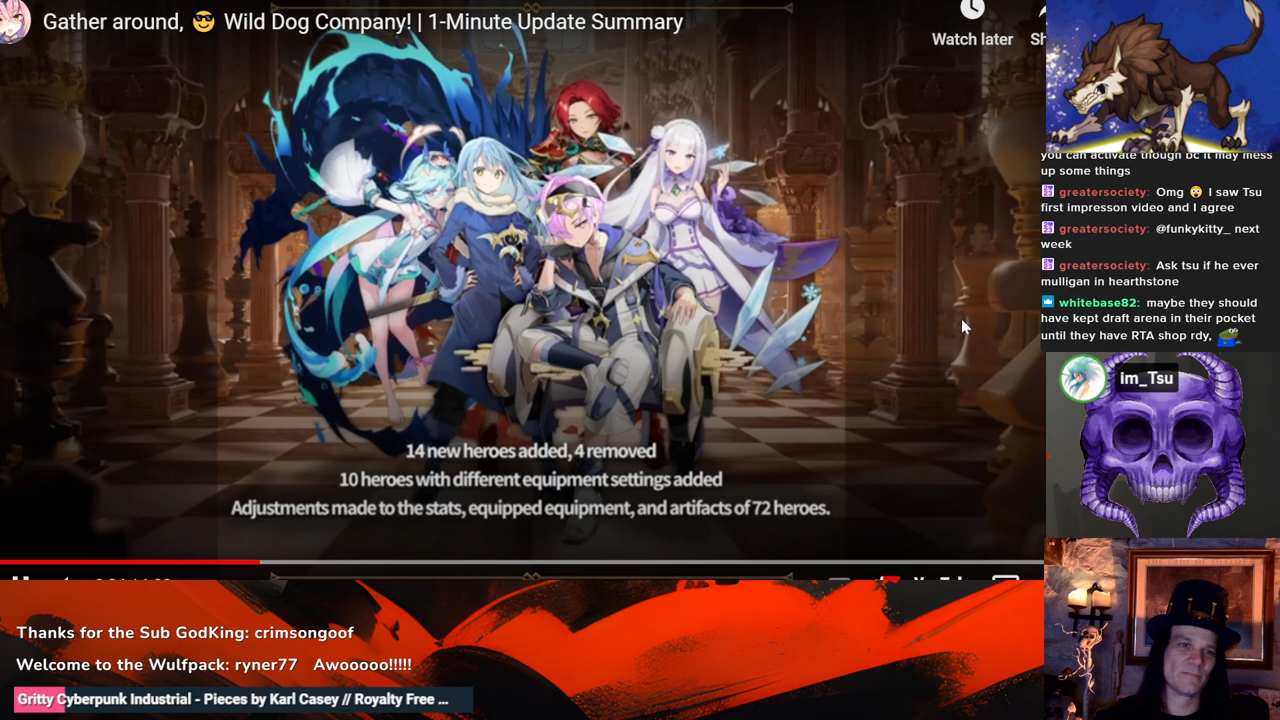 Gather around, 😎 Wild Dog Company! | 1-Minute Update Summary
Watch later
14 new heroes added, 4 removed
10 heroes with different equipment settings added
Adjustments made to the stats, equipped equipment, and artifacts of 72 heroes.
you can activate though bc it may mess
up some things
greatersociety: Omg 😲 I saw Tsu
first impresson video and I agree
greatersociety: @funkykitty_ next
week
greatersociety: Ask tsu if he ever
mulligan in hearthstone
whitebase82: maybe they should
have kept draft arena in their pocket
until they have RTA shop rdy,
im_Tsu
Thanks for the Sub GodKing: crimsongoof
Welcome to the Wulfpack: ryner77 Awooooo!!!!!
Gritty Cyberpunk Industrial - Pieces by Karl Casey // Royalty Free ...